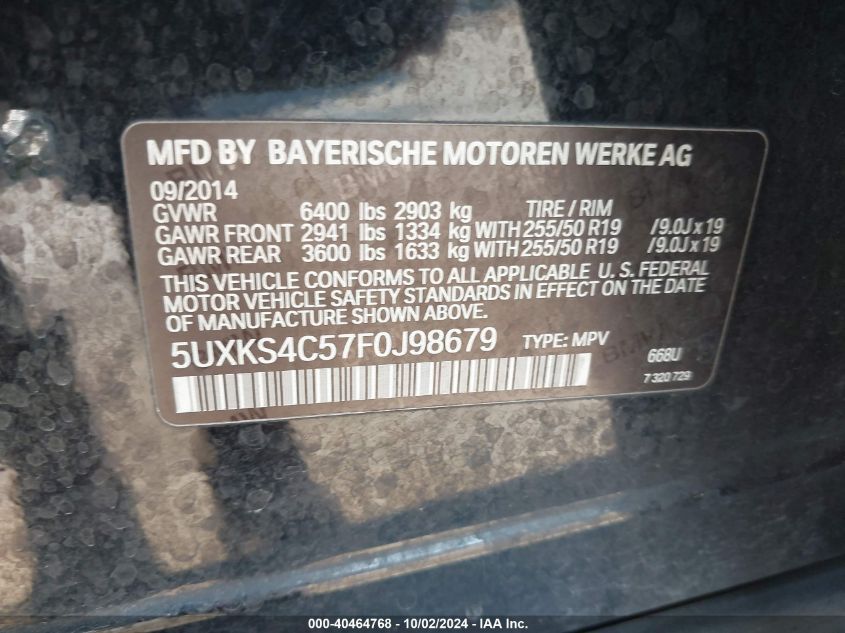 MFD BY BAYERISCHE MOTOREN WERKE AG
09/2014
GVWR 6400 lbs 2903 kg TIRE / RIM
GAWR FRONT 2941 lbs 1334 kg WITH 255/50 R19 /9.0J x 19
GAWR REAR 3600 lbs 1633 kg WITH 255/50 R19 /9.0J x 19
THIS VEHICLE CONFORMS TO ALL APPLICABLE U. S. FEDERAL
MOTOR VEHICLE SAFETY STANDARDS IN EFFECT ON THE DATE
OF MANUFACTURE SHOWN ABOVE.
5UXKS4C57F0J98679 TYPE: MPV 668U
7 320 729
000-40464768 - 10/02/2024 - IAA Inc.